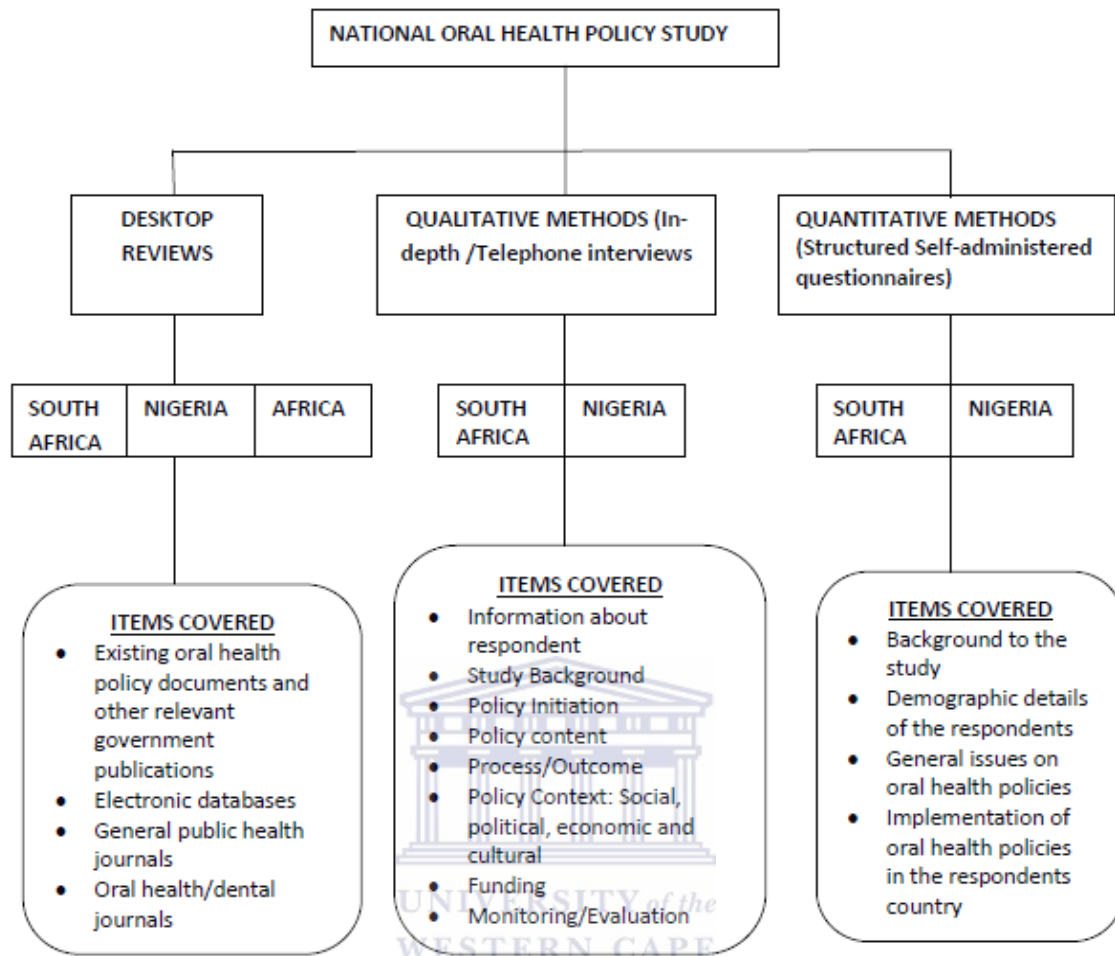 NATIONAL ORAL HEALTH POLICY STUDY
DESKTOP
REVIEWS
QUALITATIVE METHODS (In-
depth /Telephone interviews
QUANTITATIVE METHODS
(Structured Self-administered
questionnaires)
SOUTH
AFRICA
NIGERIA
AFRICA
SOUTH
AFRICA
NIGERIA
SOUTH
AFRICA
NIGERIA
ITEMS COVERED
• Existing oral health
policy documents and
other relevant
government
publications
• Electronic databases
• General public health
journals
• Oral health/dental
journals
ITEMS COVERED
• Information about
respondent
• Study Background
• Policy Initiation
• Policy content
• Process/Outcome
• Policy Context: Social,
political, economic and
cultural
• Funding
• Monitoring/Evaluation
ITEMS COVERED
• Background to the
study
• Demographic details
of the respondents
• General issues on
oral health policies
• Implementation of
oral health policies
in the respondents
country
UNIVERSITY of the
WESTERN CAPE